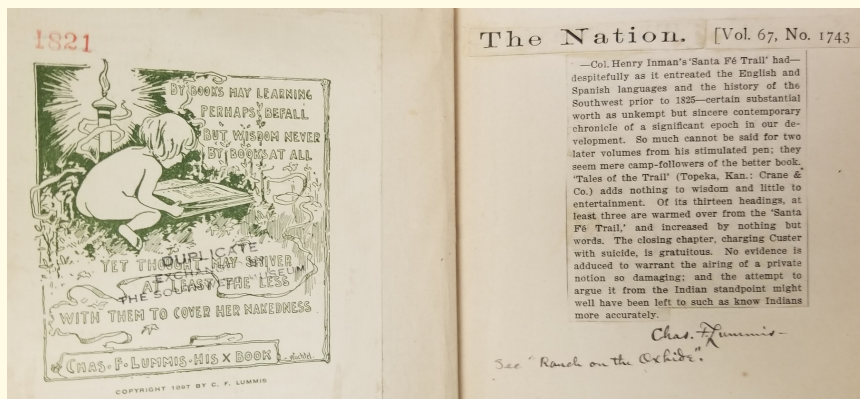 1821
BY BOOKS MAY LEARNING
PERHAPS BEFALL
BUT WISDOM NEVER
BY BOOKS AT ALL
YET THOUGHT MAY SHIVER
AT LEAST THE LESS
WITH THEM TO COVER HER NAKEDNESS
DUPLICATE
THE SOUTHWEST MUSEUM
CHAS. F. LUMMIS - HIS X BOOK
COPYRIGHT 1897 BY C. F. LUMMIS
The Nation. [Vol. 67, No. 1743
—Col. Henry Inman's 'Santa Fé Trail' had—
despitefully as it entreated the English and
Spanish languages and the history of the
Southwest prior to 1825—certain substantial
worth as unkempt but sincere contemporary
chronicle of a significant epoch in our de-
velopment. So much cannot be said for two
later volumes from his stimulated pen; they
seem mere camp-followers of the better book.
'Tales of the Trail' (Topeka, Kan.: Crane &
Co.) adds nothing to wisdom and little to
entertainment. Of its thirteen headings, at
least three are warmed over from the 'Santa
Fé Trail,' and increased by nothing but
words. The closing chapter, charging Custer
with suicide, is gratuitous. No evidence is
adduced to warrant the airing of a private
notion so damaging; and the attempt to
argue it from the Indian standpoint might
well have been left to such as know Indians
more accurately.
Chas. F. Lummis—
See "Ranch on the Oxhide".